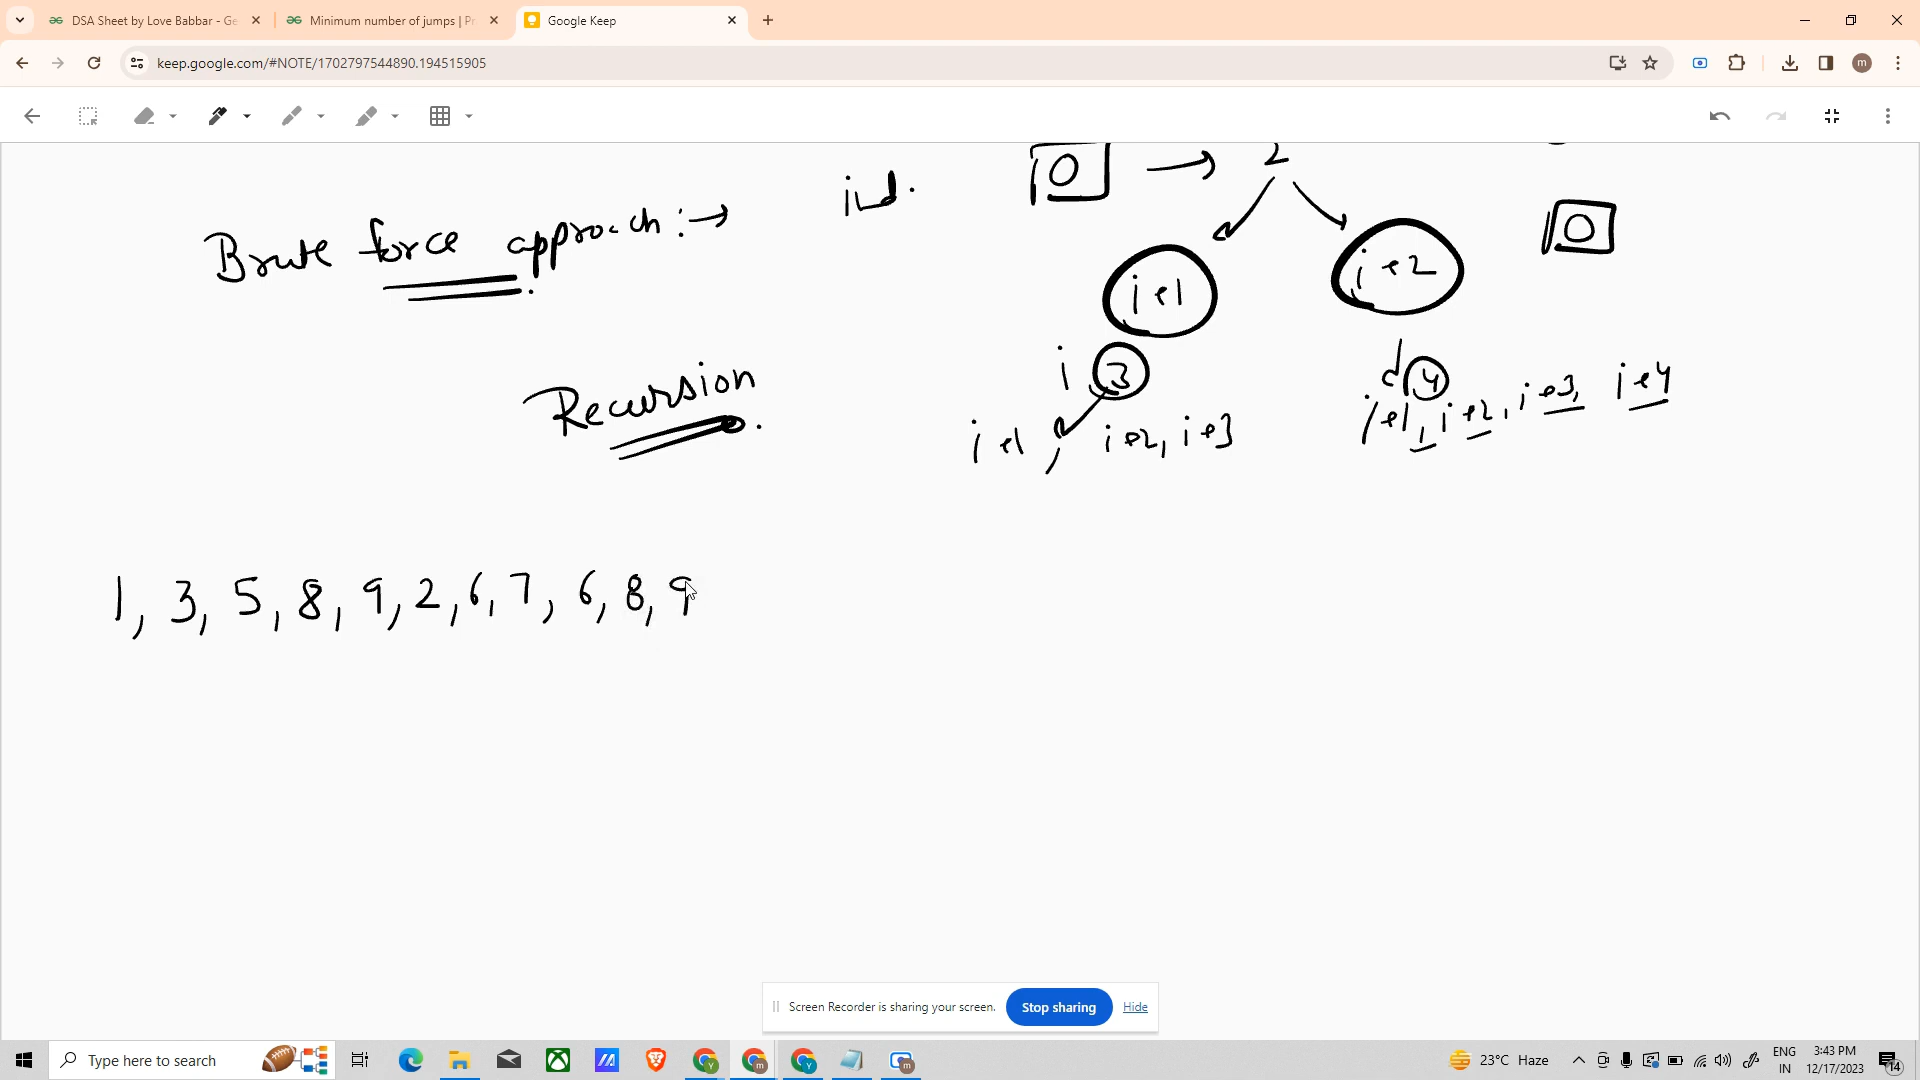 DSA Sheet by Love Babbar - Ge
Minimum number of jumps | Pr
Google Keep
keep.google.com/#NOTE/1702797544890.194515905
m
0 → 2
ind.
Brute force approach :→
0
i+1
i+2
Recursion.
i 3
4
i+1, i+2, i+3
i+1, i+2, i+3, i+4
1, 3, 5, 8, 9, 2, 6, 7, 6, 8, 9
Screen Recorder is sharing your screen.
Stop sharing
Hide
Type here to search
23°C Haze
ENG
IN
3:43 PM
12/17/2023
14